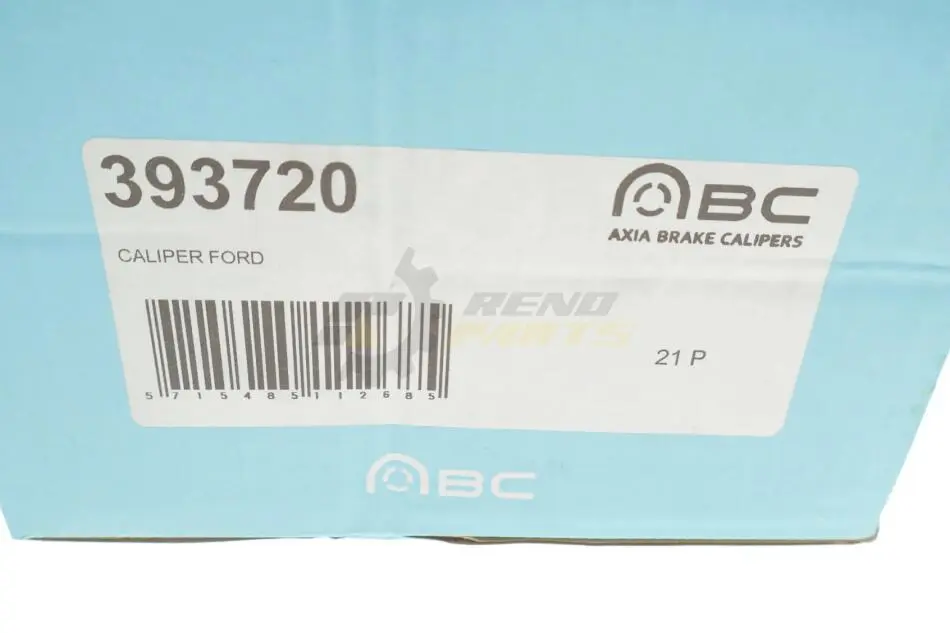 393720
ABC
AXIA BRAKE CALIPERS
CALIPER FORD
RENO
PARTS
21 P
5715485112685
ABC